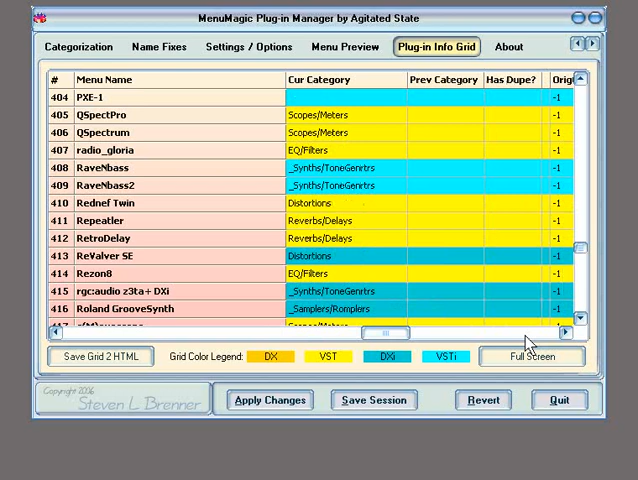 MenuMagic Plug-in Manager by Agitated State
Categorization Name Fixes Settings / Options Menu Preview Plug-in Info Grid About
# Menu Name Cur Category Prev Category Has Dupe? Orig
404 PXE-1 -1
405 QSpectPro Scopes/Meters -1
406 QSpectrum Scopes/Meters -1
407 radio_gloria EQ/Filters -1
408 RaveNbass _Synths/ToneGenrtrs -1
409 RaveNbass2 _Synths/ToneGenrtrs -1
410 Rednef Twin Distortions -1
411 Repeatler Reverbs/Delays -1
412 RetroDelay Reverbs/Delays -1
413 ReValver SE Distortions -1
414 Rezon8 EQ/Filters -1
415 rgc:audio z3ta+ DXi _Synths/ToneGenrtrs -1
416 Roland GrooveSynth _Samplers/Romplers -1
Save Grid 2 HTML Grid Color Legend: DX VST DXi VSTi Full Screen
Copyright 2006
Steven L Brenner
Apply Changes Save Session Revert Quit